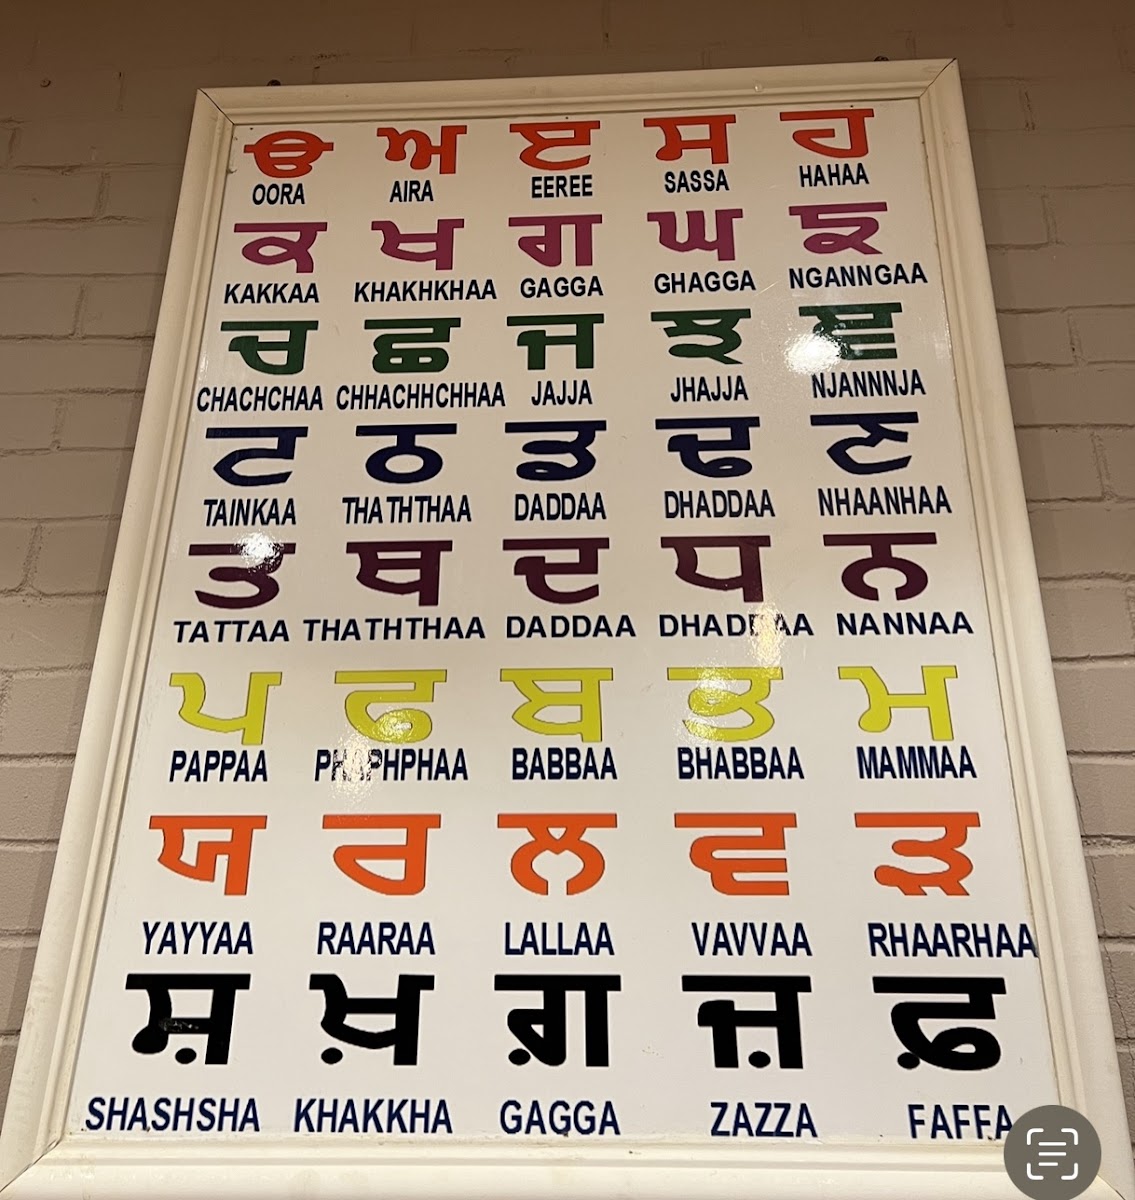 ੳ ਅ ੲ ਸ ਹ
OORA AIRA EEREE SASSA HAHAA
ਕ ਖ ਗ ਘ ਙ
KAKKAA KHAKHKHAA GAGGA GHAGGA NGANNGAA
ਚ ਛ ਜ ਝ ਞ
CHACHCHAA CHHACHHCHHAA JAJJA JHAJJA NJANNNJA
ਟ ਠ ਡ ਢ ਣ
TAINKAA THATHTHAA DADDAA DHADDAA NHAANHAA
ਤ ਥ ਦ ਧ ਨ
TATTAA THATHTHAA DADDAA DHADDAA NANNAA
ਪ ਫ ਬ ਭ ਮ
PAPPAA PHAPHPHAA BABBAA BHABBAA MAMMAA
ਯ ਰ ਲ ਵ ੜ
YAYYAA RAARAA LALLAA VAVVAA RHAARHAA
ਸ਼ ਖ਼ ਗ਼ ਜ਼ ਫ਼
SHASHSHA KHAKKHA GAGGA ZAZZA FAFFA